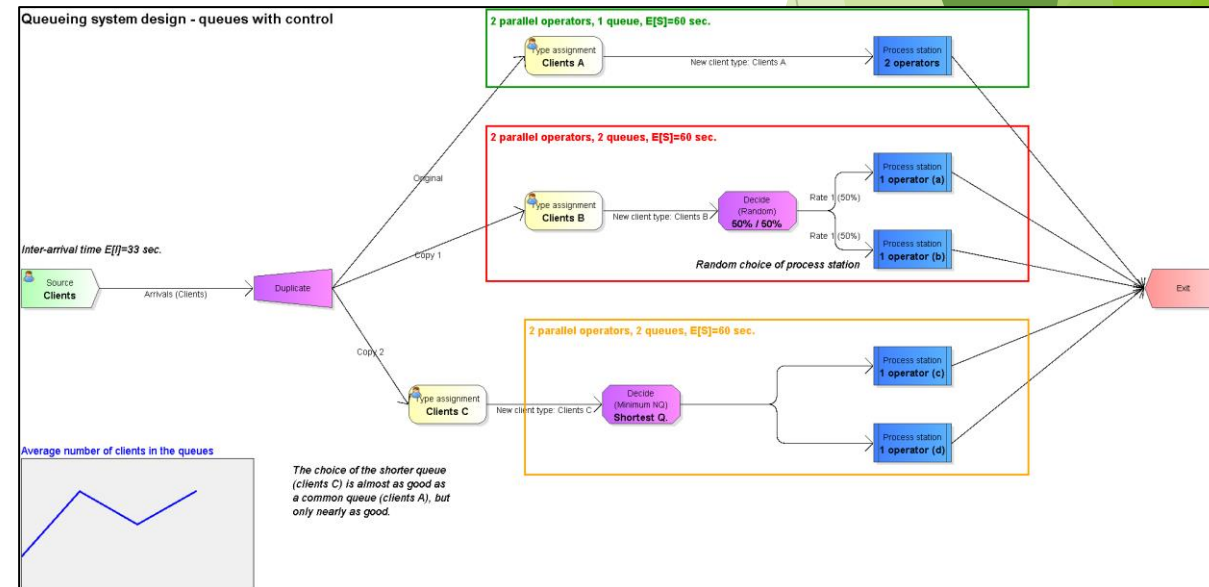 Queueing system design - queues with control
2 parallel operators, 1 queue, E[S]=60 sec.
Type assignment
Clients A
New client type: Clients A
Process station
2 operators
2 parallel operators, 2 queues, E[S]=60 sec.
Original
Type assignment
Clients B
New client type: Clients B
Decide
(Random)
50% / 50%
Rate 1 (50%)
Rate 1 (50%)
Process station
1 operator (a)
Process station
1 operator (b)
Random choice of process station
Copy 1
Inter-arrival time E[I]=33 sec.
Source
Clients
Arrivals (Clients)
Duplicate
Exit
Copy 2
2 parallel operators, 2 queues, E[S]=60 sec.
Type assignment
Clients C
New client type: Clients C
Decide
(Minimum NQ)
Shortest Q.
Process station
1 operator (c)
Process station
1 operator (d)
Average number of clients in the queues
The choice of the shorter queue
(clients C) is almost as good as
a common queue (clients A), but
only nearly as good.